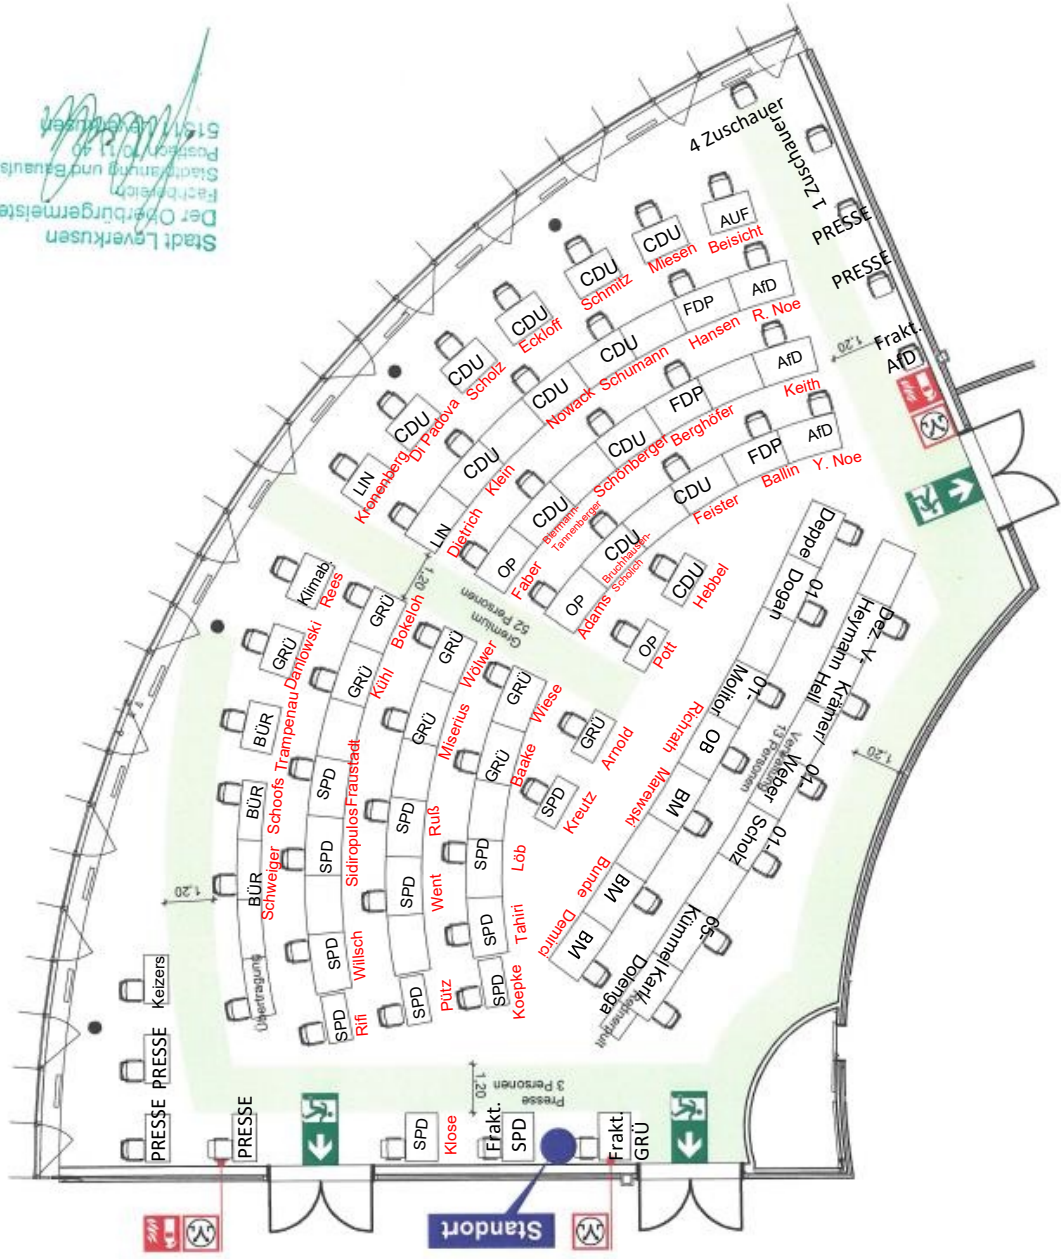 Stadt Leverkusen
Der Oberbürgermeister
Fachbereich
Stadtplanung und Bauaufs
Postfach 10 11 40
51311 Leverkusen
4 Zuschauer
1 Zuschauer
PRESSE
PRESSE
Frakt.
AfD
1,20
AUF
Beisicht
CDU
Miesen
CDU
Schmitz
CDU
Eckloff
CDU
Scholz
CDU
Di Padova
LIN
Kronenberg
AfD
R. Noe
FDP
Hansen
CDU
Schumann
CDU
Nowack
CDU
Klein
LIN
Dietrich
AfD
Keith
FDP
Berghöfer
CDU
Schönberger
CDU
Biermann-
Tannenberger
OP
Faber
AfD
Y. Noe
FDP
Ballin
CDU
Feister
CDU
Bruchhausen-
Scholich
OP
Adams
CDU
Hebbel
OP
Pott
1,20
Gremium
52 Personen
Klimab.
Rees
GRÜ
Danlowski
BÜR
Trampenau
BÜR
Schoofs
BÜR
Schweiger
Übertragung
GRÜ
Bokeloh
GRÜ
Kühl
SPD
Fraustadt
SPD
Sidiropulos
SPD
Willsch
SPD
Rifi
GRÜ
Wölwer
GRÜ
Miserius
SPD
Ruß
SPD
Went
SPD
Pütz
GRÜ
Wiese
GRÜ
Baake
SPD
Löb
SPD
Tahiri
SPD
Koepke
GRÜ
Arnold
SPD
Kreutz
Deppe
01
Dogan
01-
Molitor
OB
Richrath
BM
Marewski
BM
Bunde
BM
Demirci
Verwaltung
13 Personen
Dez. V-
Heymann Hell
Krämer/
01-
Weber
01-
Scholz
65-
Kümmel Karl/
Dolenga
Rednerpult
1,20
1,20
Keizers
PRESSE
PRESSE
PRESSE
1,20
Presse
3 Personen
SPD
Klose
Frakt.
SPD
Frakt.
GRÜ
Standort